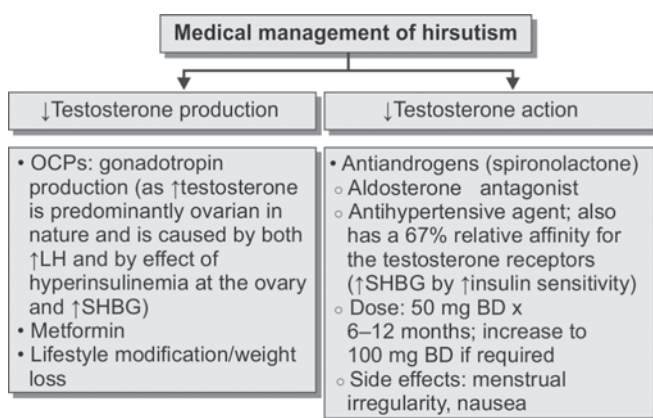 Medical management of hirsutism
↓Testosterone production
• OCPs: gonadotropin
production (as ↑testosterone
is predominantly ovarian in
nature and is caused by both
↑LH and by effect of
hyperinsulinemia at the ovary
and ↑SHBG)
• Metformin
• Lifestyle modification/weight
loss
↓Testosterone action
• Antiandrogens (spironolactone)
○ Aldosterone antagonist
○ Antihypertensive agent; also
has a 67% relative affinity for
the testosterone receptors
(↑SHBG by ↑insulin sensitivity)
○ Dose: 50 mg BD x
6–12 months; increase to
100 mg BD if required
○ Side effects: menstrual
irregularity, nausea